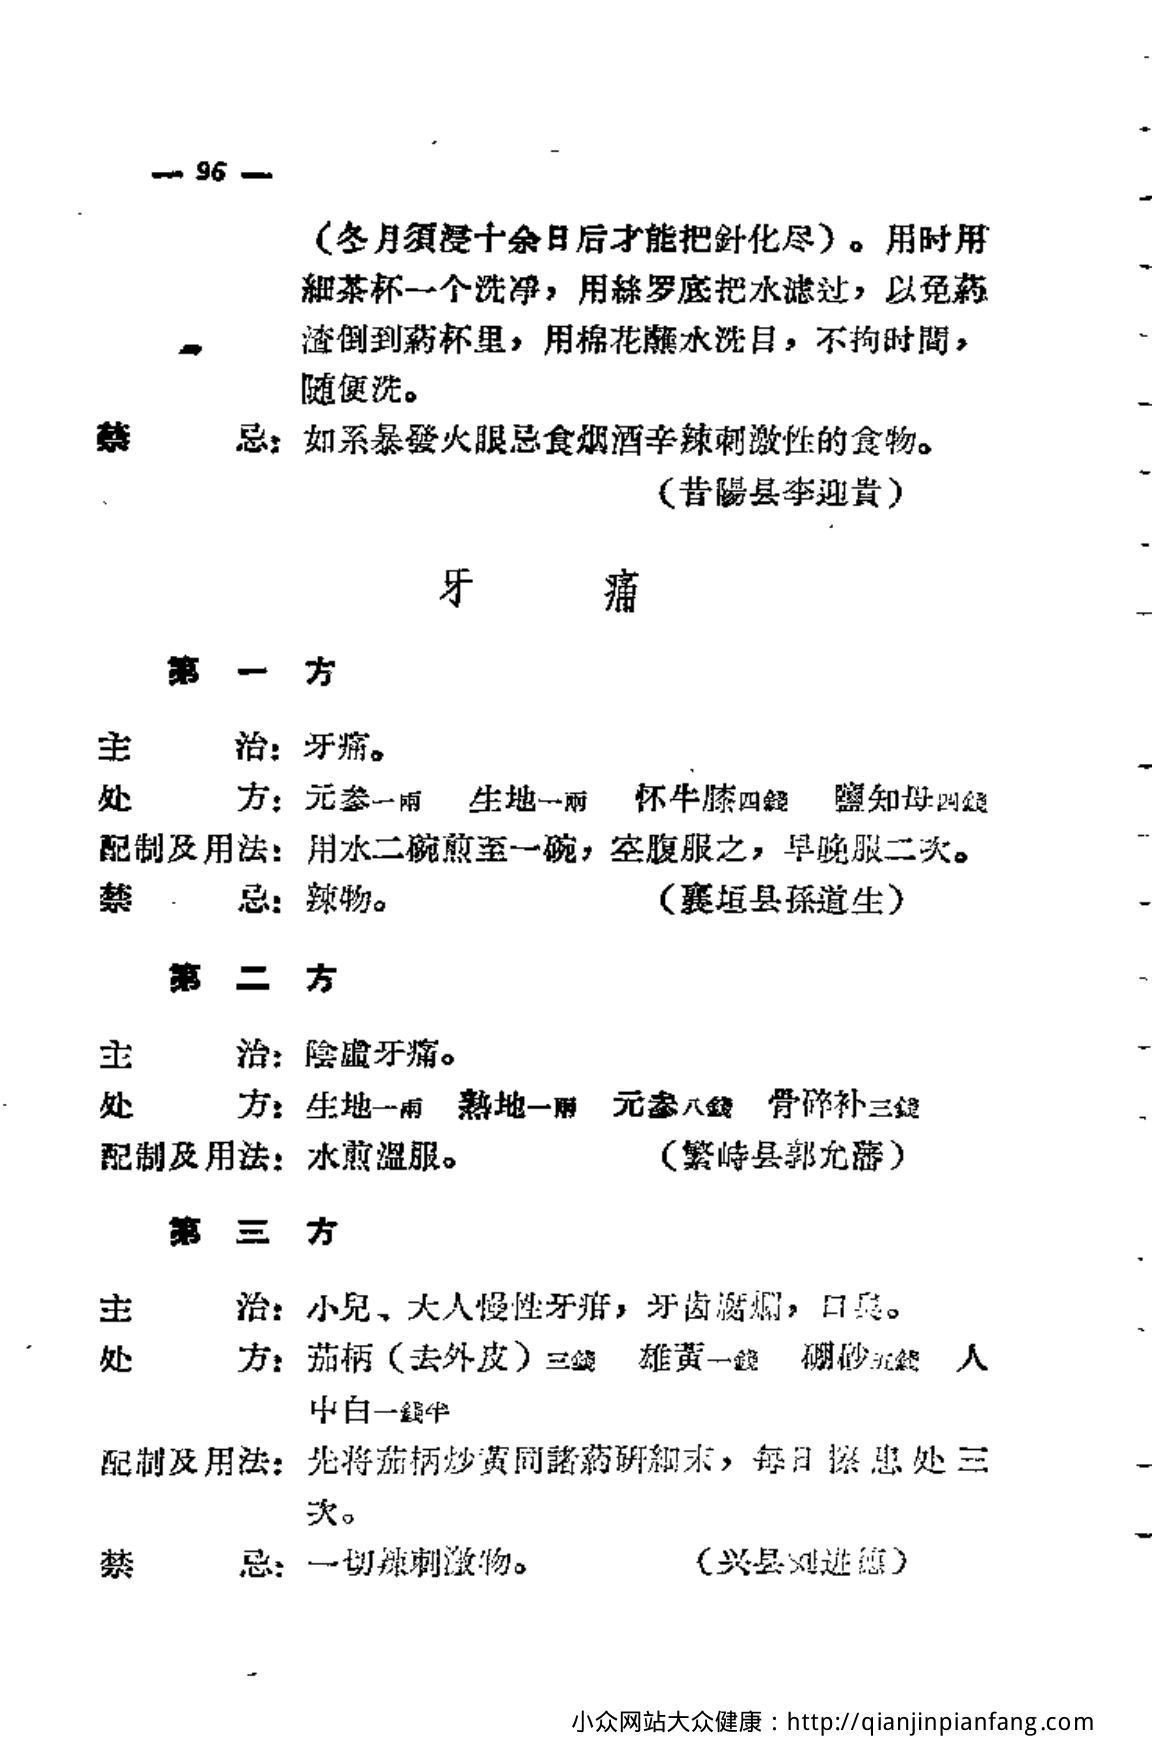 — 96 —
（冬月須浸十余日后才能把針化尽）。用时用
細茶杯一个洗净，用絲罗底把水滤过，以免葯
渣倒到葯杯里，用棉花蘸水洗目，不拘时間，
随便洗。
禁　忌：如系暴發火眼忌食烟酒辛辣刺激性的食物。
（昔陽县李迎貴）
牙　痛
第一方
主　治：牙痛。
处　方：元参一兩　生地一兩　怀牛膝四錢　鹽知母四錢
配制及用法：用水二碗煎至一碗，空腹服之，早晚服二次。
禁　忌：辣物。　（襄垣县孫道生）
第二方
主　治：陰虛牙痛。
处　方：生地一兩　熟地一兩　元参八錢　骨碎补三錢
配制及用法：水煎溫服。　（繁峙县郭允藩）
第三方
主　治：小兒、大人慢性牙疳，牙齿腐爛，口臭。
处　方：茄柄（去外皮）三錢　雄黃一錢　硼砂五錢　人
中白一錢半
配制及用法：先将茄柄炒黃同諸葯研細末，每日搽患处三
次。
禁　忌：一切辣刺激物。　（兴县刘进德）
小众网站大众健康：http://qianjinpianfang.com